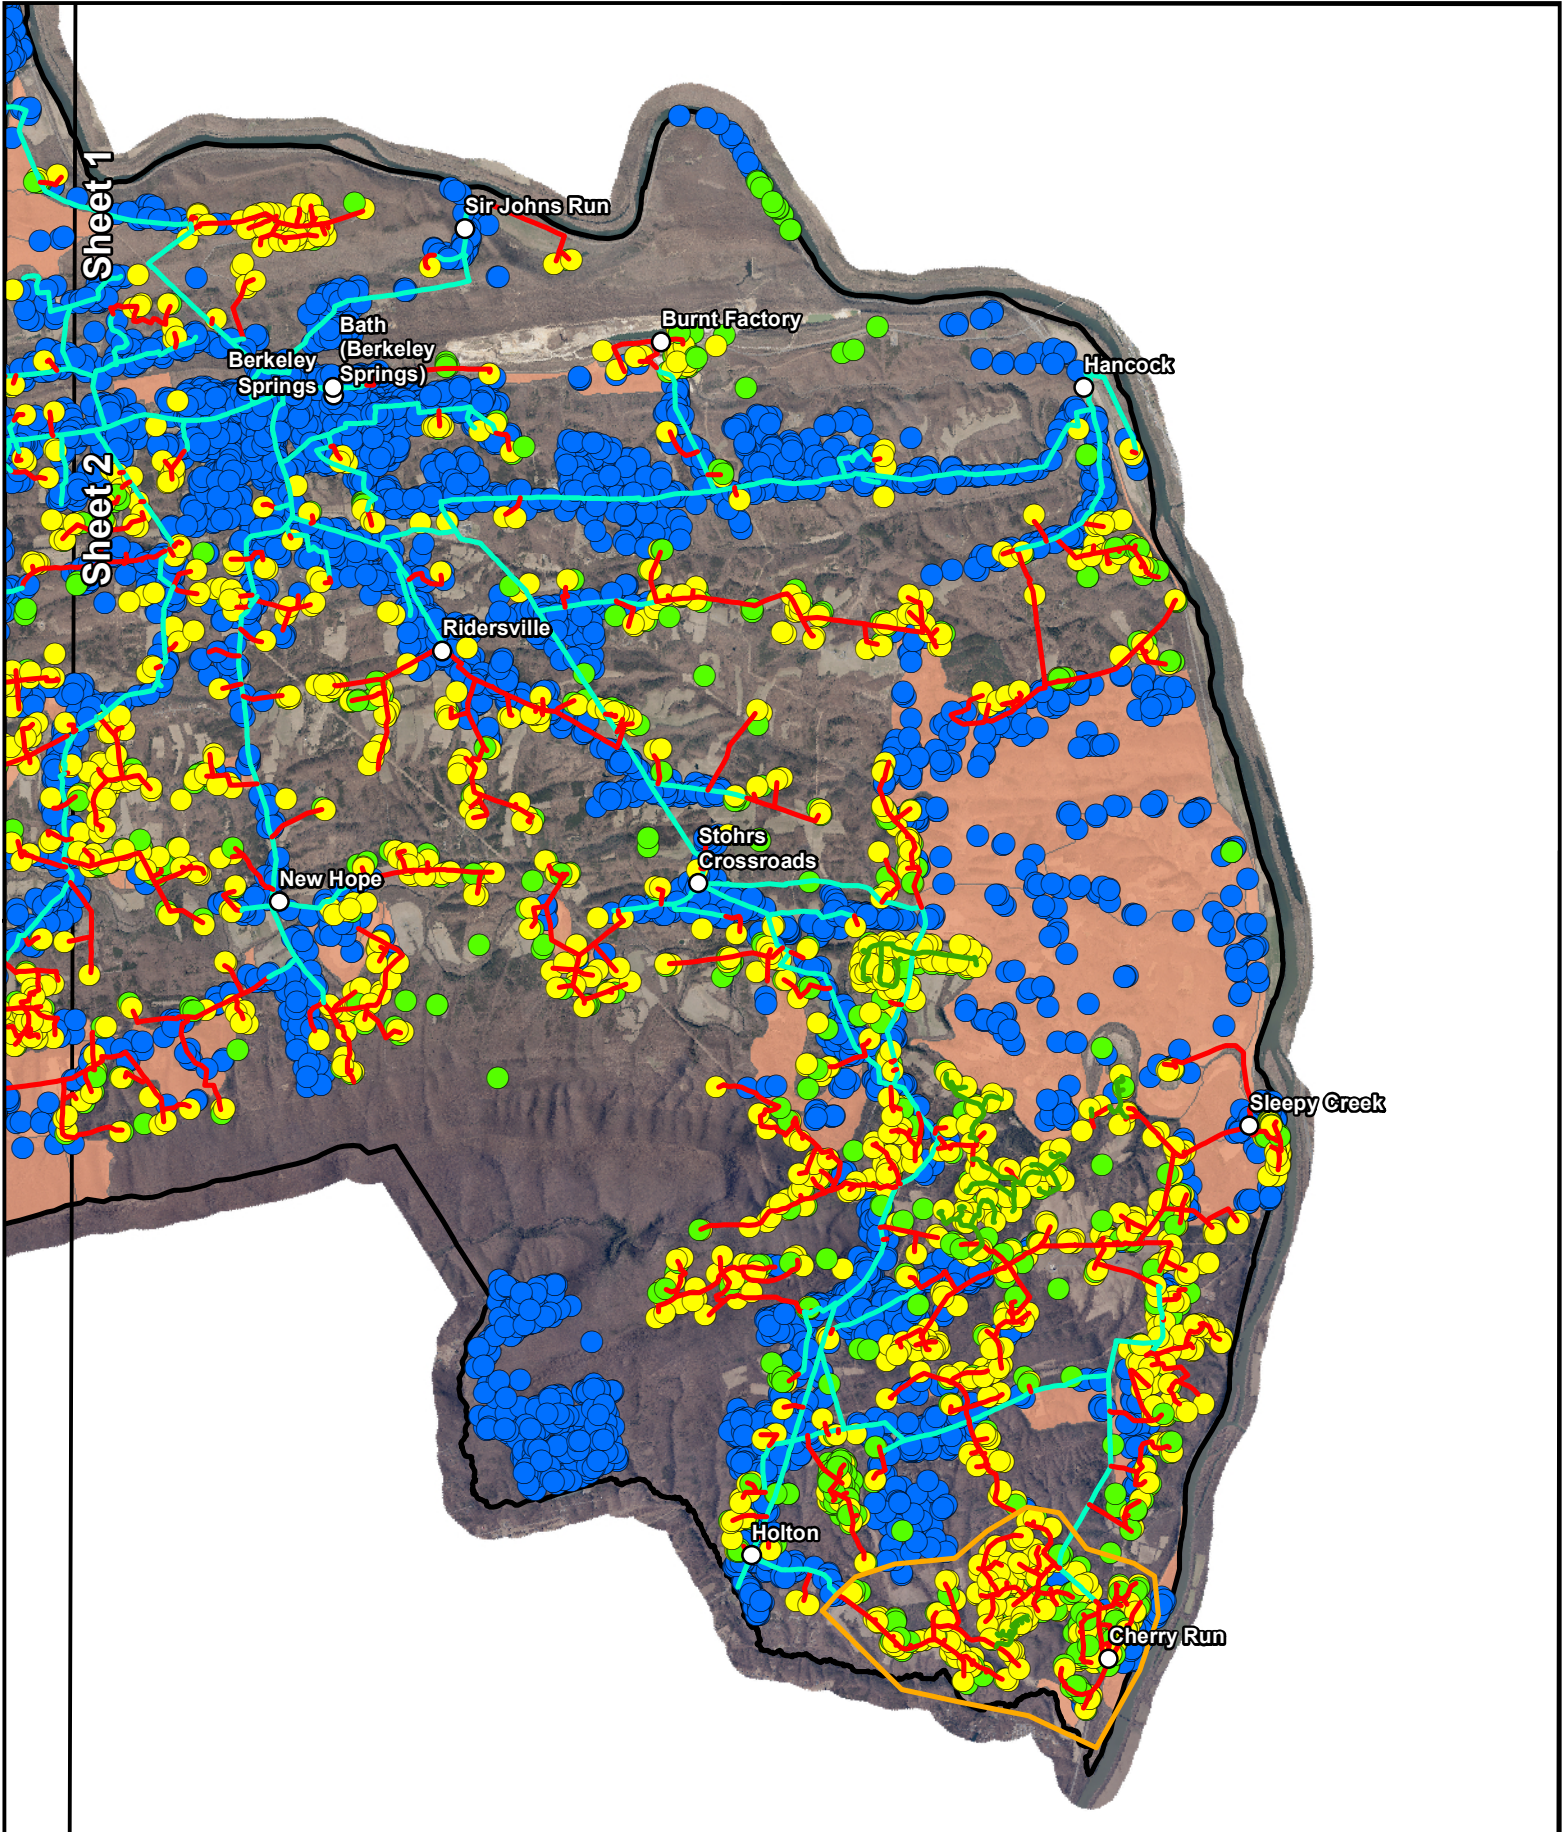 Sheet 1
Sir Johns Run
Burnt Factory
Bath
(Berkeley
Springs)
Berkeley
Springs
Hancock
Sheet 2
Ridersville
Stohrs
Crossroads
New Hope
Sleepy Creek
Holton
Cherry Run